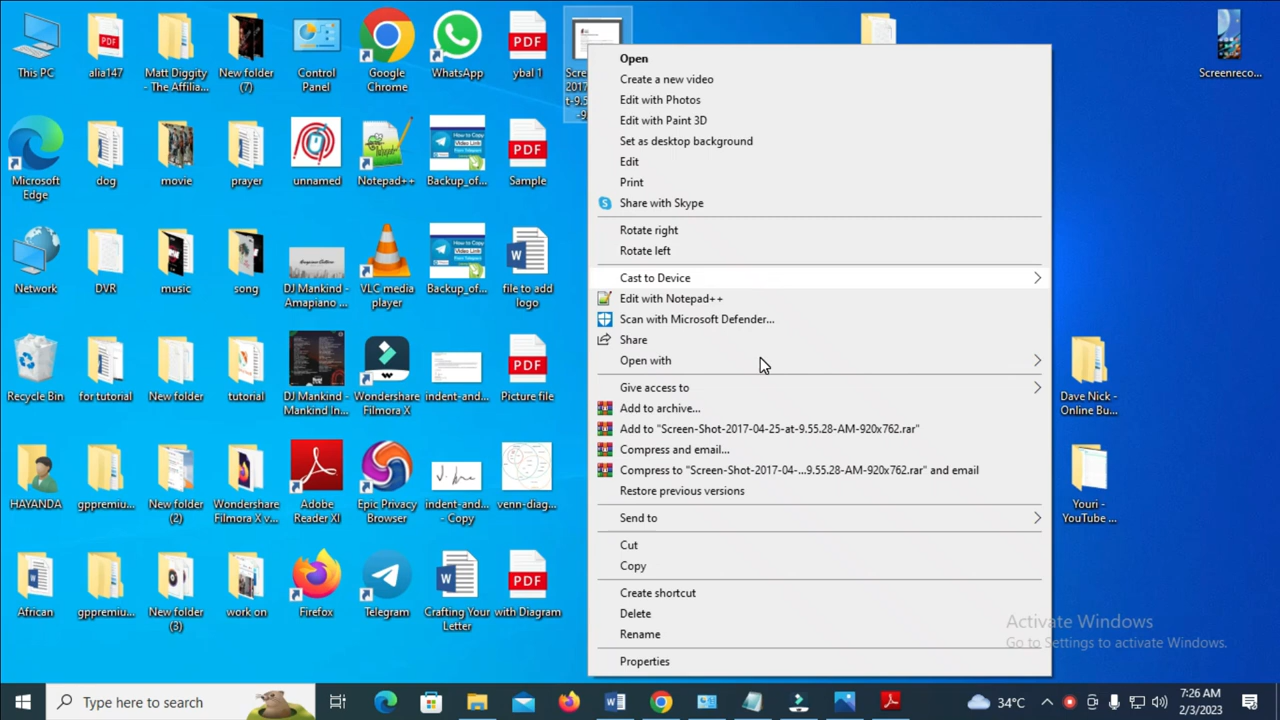 This PC
alia147
Matt Diggity
- The Affilia...
New folder
(7)
Control
Panel
Google
Chrome
WhatsApp
PDF
ybal 1
Scre
2017
t-9.5
-9
Screenreco...
Microsoft
Edge
dog
movie
prayer
unnamed
Notepad++
Backup_of...
PDF
Sample
Network
DVR
music
song
DJ Mankind -
Amapiano ...
VLC media
player
Backup_of...
file to add
logo
Recycle Bin
for tutorial
New folder
tutorial
DJ Mankind -
Mankind In...
Wondershare
Filmora X
indent-and...
PDF
Picture file
HAYANDA
gppremiu...
New folder
(2)
Wondershare
Filmora X v...
Adobe
Reader XI
Epic Privacy
Browser
indent-and...
- Copy
venn-diag...
African
gppremiu...
New folder
(3)
work on
Firefox
Telegram
Crafting Your
Letter
PDF
with Diagram
Open
Create a new video
Edit with Photos
Edit with Paint 3D
Set as desktop background
Edit
Print
Share with Skype
Rotate right
Rotate left
Cast to Device
Edit with Notepad++
Scan with Microsoft Defender...
Share
Open with
Give access to
Add to archive...
Add to "Screen-Shot-2017-04-25-at-9.55.28-AM-920x762.rar"
Compress and email...
Compress to "Screen-Shot-2017-04-...9.55.28-AM-920x762.rar" and email
Restore previous versions
Send to
Cut
Copy
Create shortcut
Delete
Rename
Properties
Dave Nick -
Online Bu...
Youri -
YouTube ...
Activate Windows
Go to Settings to activate Windows.
Type here to search
34°C
7:26 AM
2/3/2023